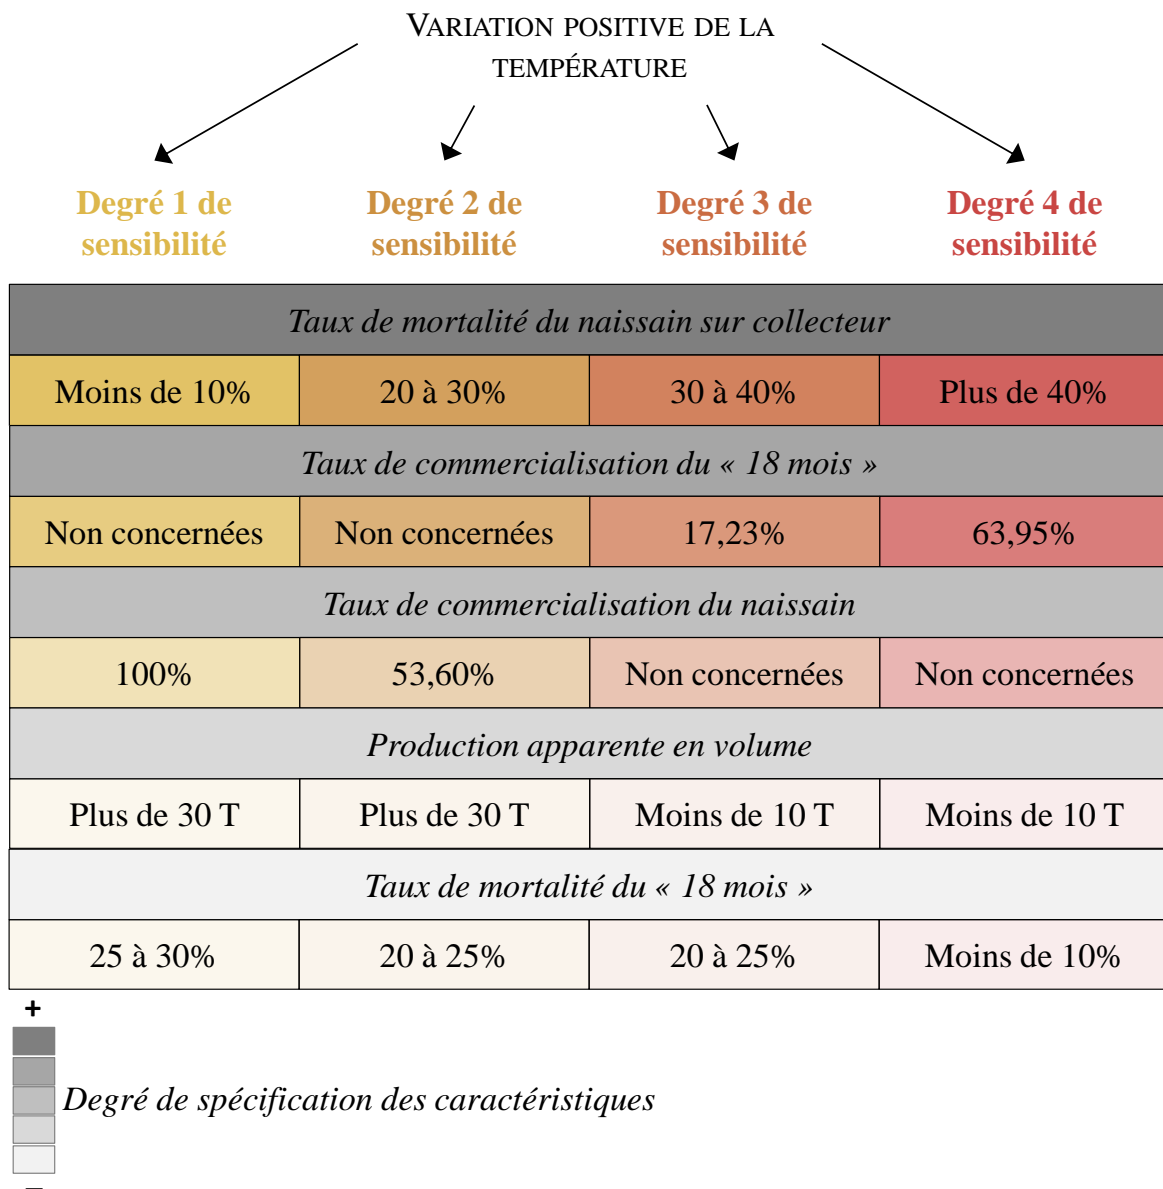 VARIATION POSITIVE DE LA
TEMPÉRATURE
Degré 1 de
sensibilité
Degré 2 de
sensibilité
Degré 3 de
sensibilité
Degré 4 de
sensibilité
Taux de mortalité du naissain sur collecteur
Moins de 10% 20 à 30% 30 à 40% Plus de 40%
Taux de commercialisation du « 18 mois »
Non concernées Non concernées 17,23% 63,95%
Taux de commercialisation du naissain
100% 53,60% Non concernées Non concernées
Production apparente en volume
Plus de 30 T Plus de 30 T Moins de 10 T Moins de 10 T
Taux de mortalité du « 18 mois »
25 à 30% 20 à 25% 20 à 25% Moins de 10%
+
Degré de spécification des caractéristiques
-